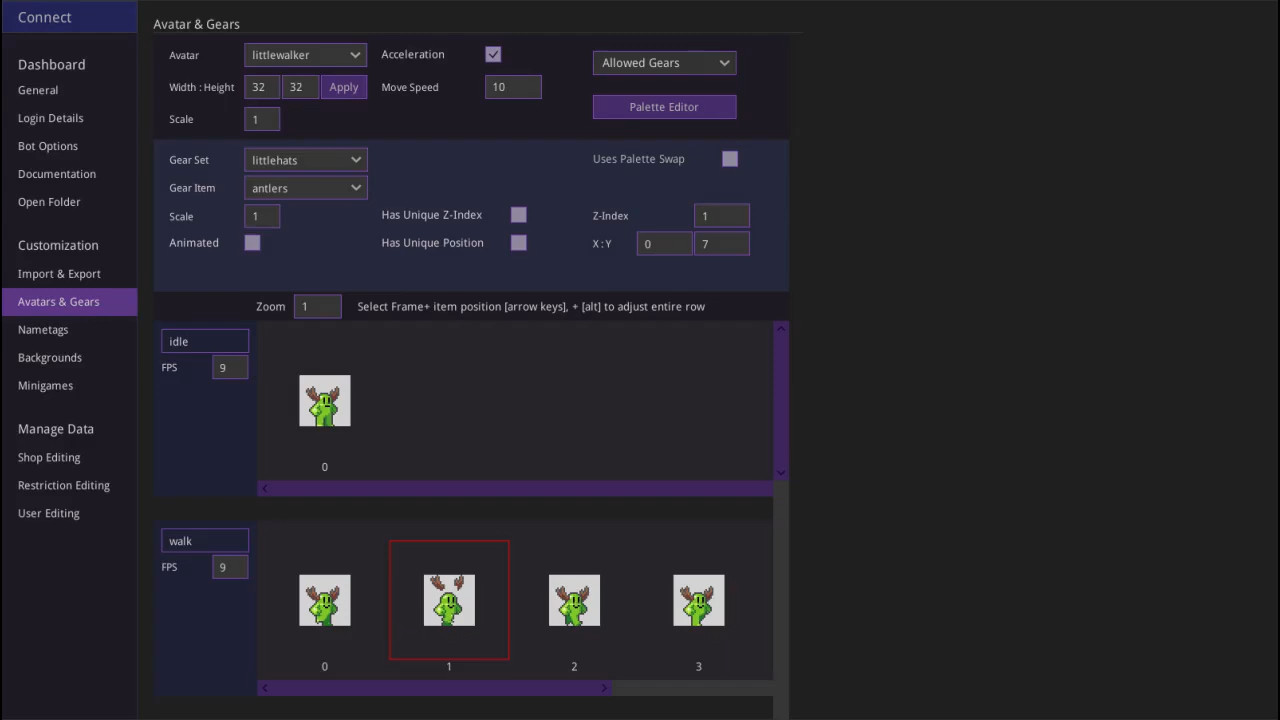 Connect
Dashboard
General
Login Details
Bot Options
Documentation
Open Folder
Customization
Import & Export
Avatars & Gears
Nametags
Backgrounds
Minigames
Manage Data
Shop Editing
Restriction Editing
User Editing
Avatar & Gears
Avatar littlewalker Acceleration Allowed Gears
Width : Height 32 32 Apply Move Speed 10
Palette Editor
Scale 1
Gear Set littlehats Uses Palette Swap
Gear Item antlers
Scale 1 Has Unique Z-Index Z-Index 1
Animated Has Unique Position X : Y 0 7
Zoom 1 Select Frame+ item position [arrow keys], + [alt] to adjust entire row
idle
FPS 9
0
walk
FPS 9
0 1 2 3